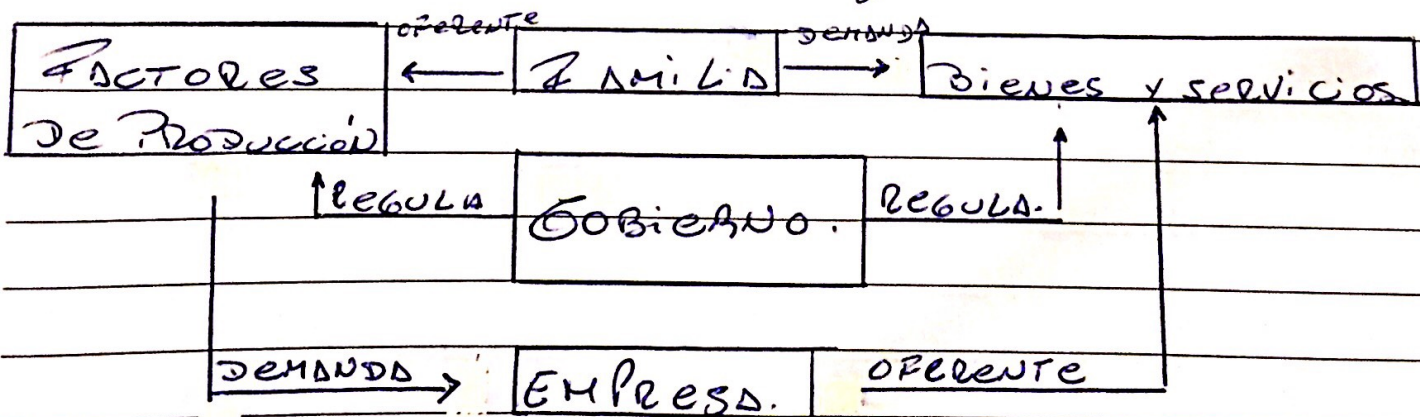 OFERENTE
DEMANDA
FACTORES
DE PRODUCCIÓN
FAMILIA
BIENES Y SERVICIOS
REGULA
GOBIERNO.
REGULA.
DEMANDA
EMPRESA.
OFERENTE